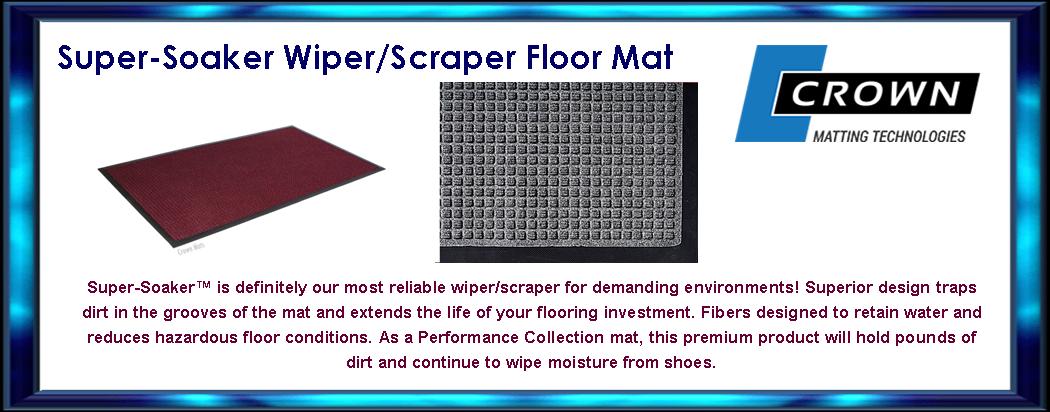 Super-Soaker Wiper/Scraper Floor Mat
CROWN
MATTING TECHNOLOGIES
Crown Mats
Super-Soaker™ is definitely our most reliable wiper/scraper for demanding environments! Superior design traps
dirt in the grooves of the mat and extends the life of your flooring investment. Fibers designed to retain water and
reduces hazardous floor conditions. As a Performance Collection mat, this premium product will hold pounds of
dirt and continue to wipe moisture from shoes.